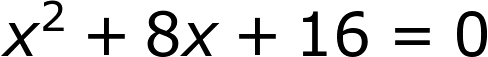 x² + 8x + 16 = 0